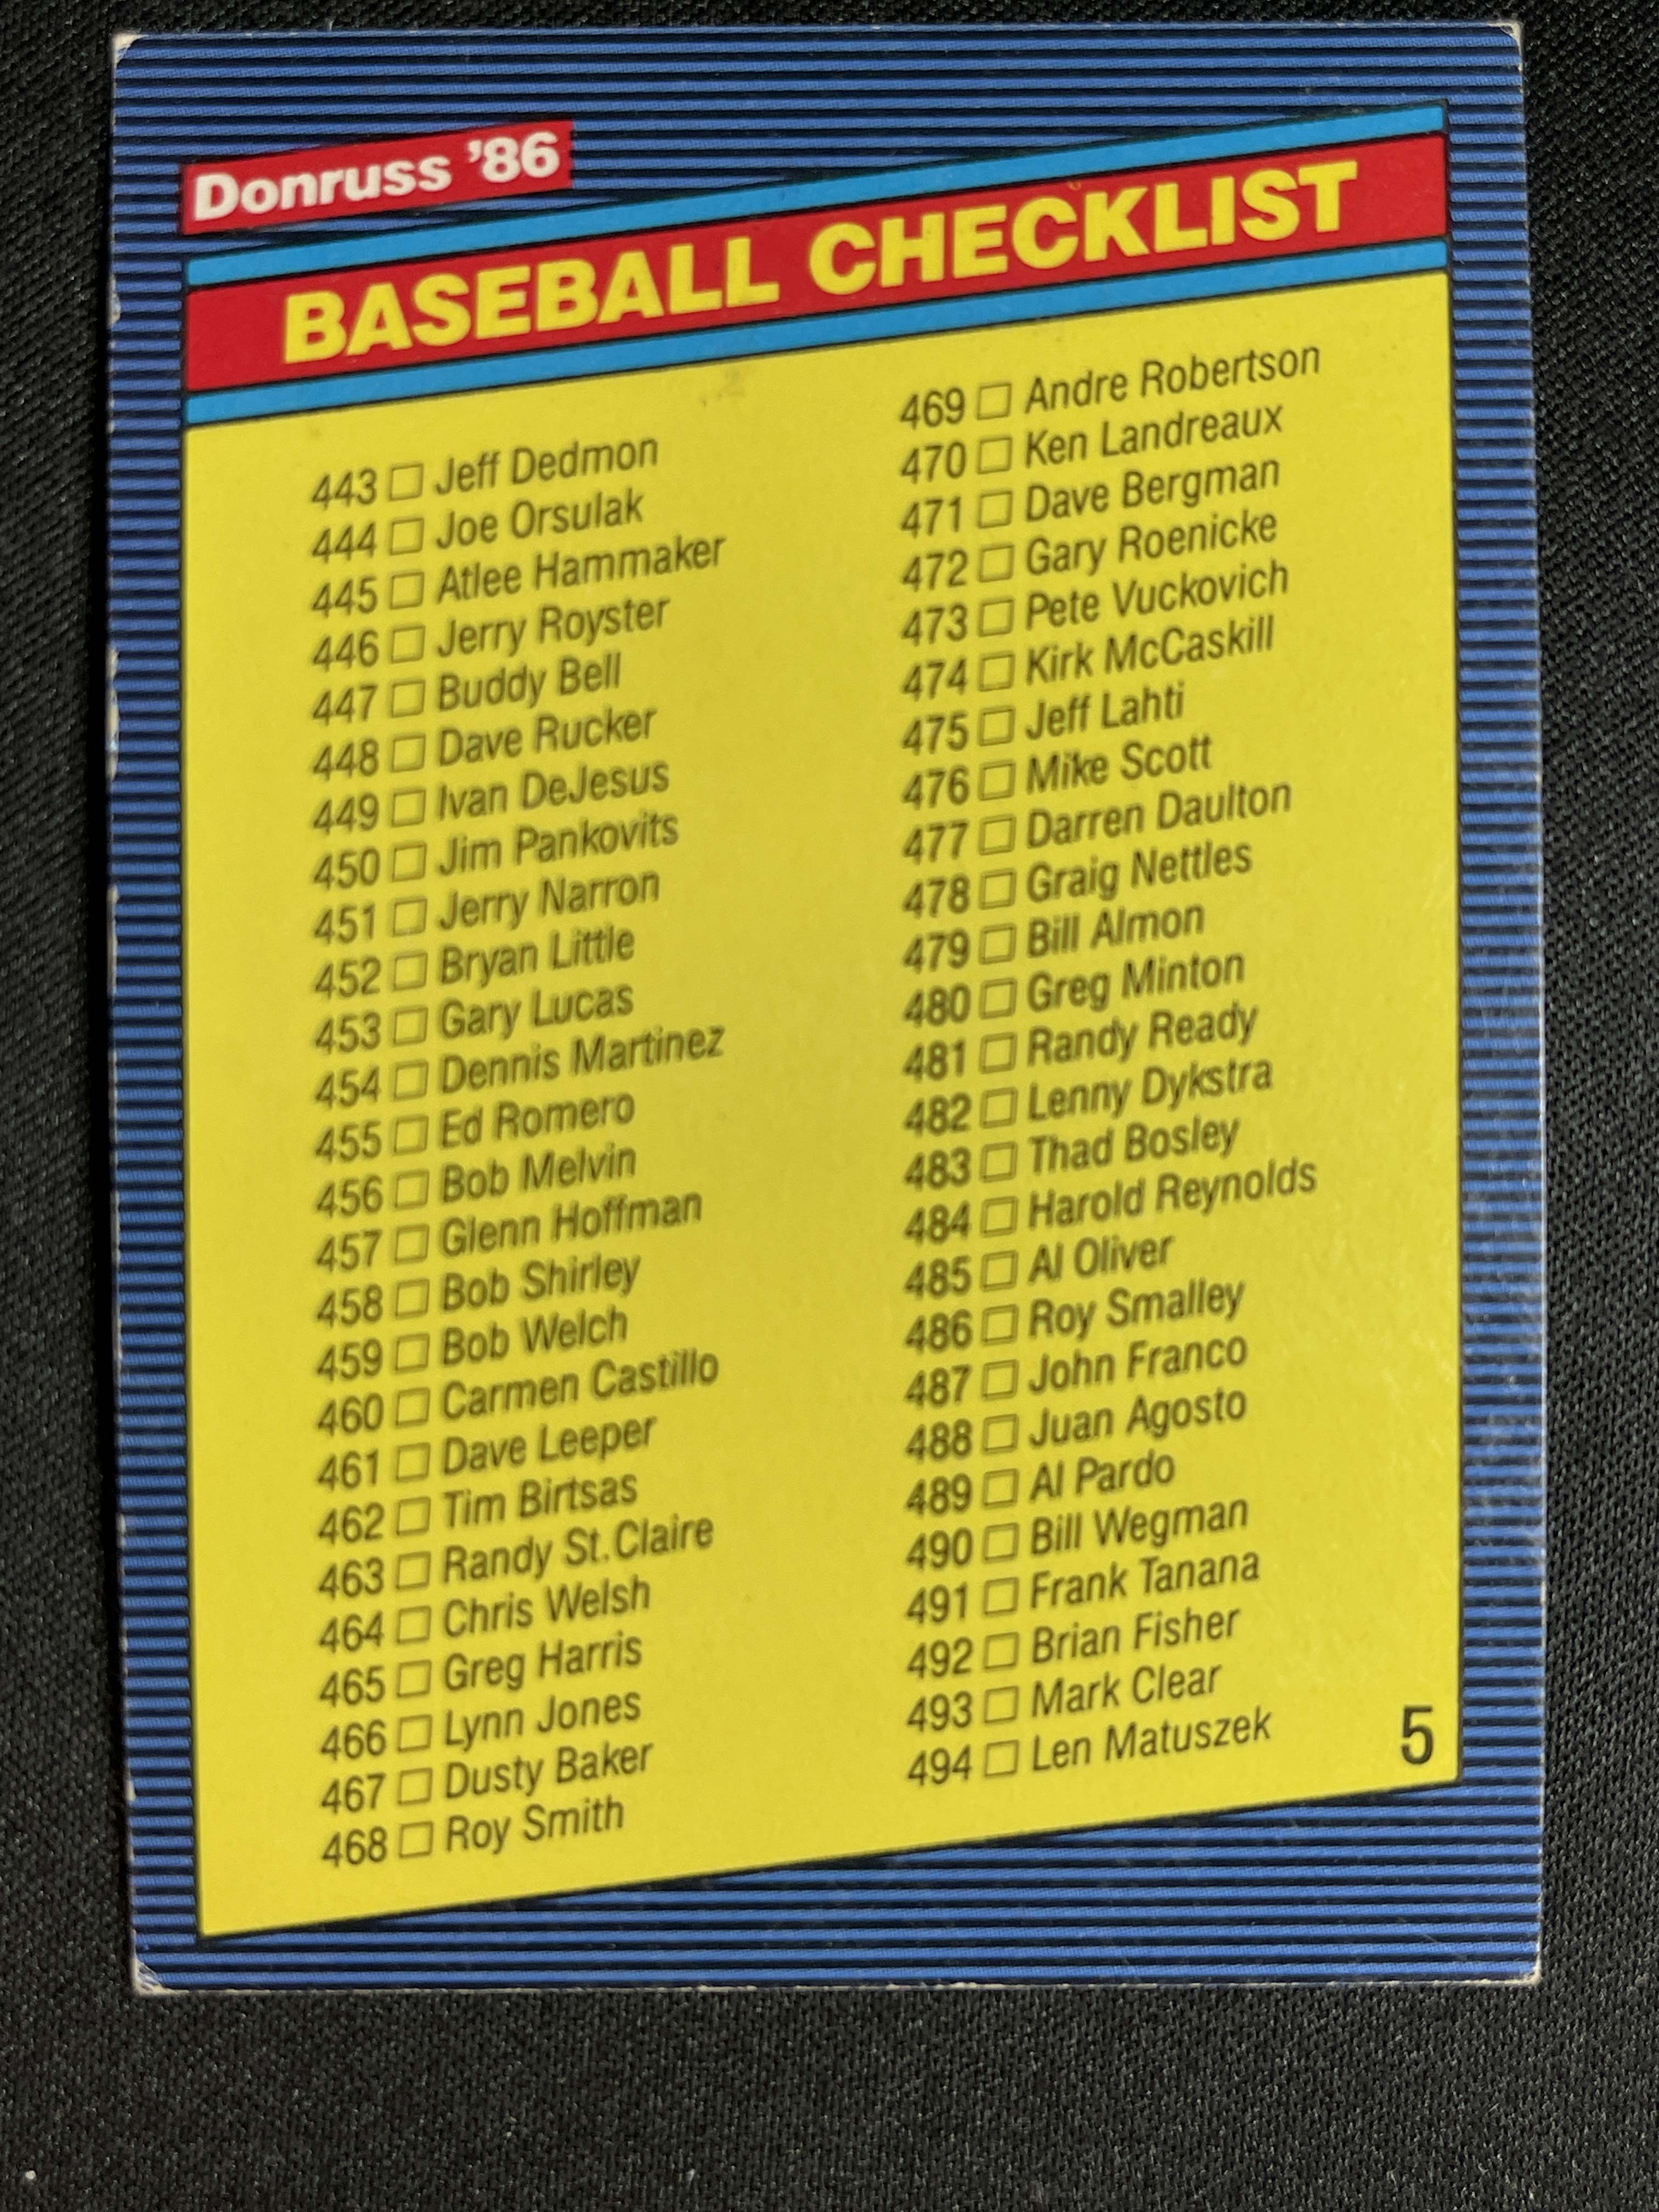 Donruss '86
BASEBALL CHECKLIST
443 □ Jeff Dedmon
444 □ Joe Orsulak
445 □ Atlee Hammaker
446 □ Jerry Royster
447 □ Buddy Bell
448 □ Dave Rucker
449 □ Ivan DeJesus
450 □ Jim Pankovits
451 □ Jerry Narron
452 □ Bryan Little
453 □ Gary Lucas
454 □ Dennis Martinez
455 □ Ed Romero
456 □ Bob Melvin
457 □ Glenn Hoffman
458 □ Bob Shirley
459 □ Bob Welch
460 □ Carmen Castillo
461 □ Dave Leeper
462 □ Tim Birtsas
463 □ Randy St.Claire
464 □ Chris Welsh
465 □ Greg Harris
466 □ Lynn Jones
467 □ Dusty Baker
468 □ Roy Smith
469 □ Andre Robertson
470 □ Ken Landreaux
471 □ Dave Bergman
472 □ Gary Roenicke
473 □ Pete Vuckovich
474 □ Kirk McCaskill
475 □ Jeff Lahti
476 □ Mike Scott
477 □ Darren Daulton
478 □ Graig Nettles
479 □ Bill Almon
480 □ Greg Minton
481 □ Randy Ready
482 □ Lenny Dykstra
483 □ Thad Bosley
484 □ Harold Reynolds
485 □ Al Oliver
486 □ Roy Smalley
487 □ John Franco
488 □ Juan Agosto
489 □ Al Pardo
490 □ Bill Wegman
491 □ Frank Tanana
492 □ Brian Fisher
493 □ Mark Clear
494 □ Len Matuszek
5